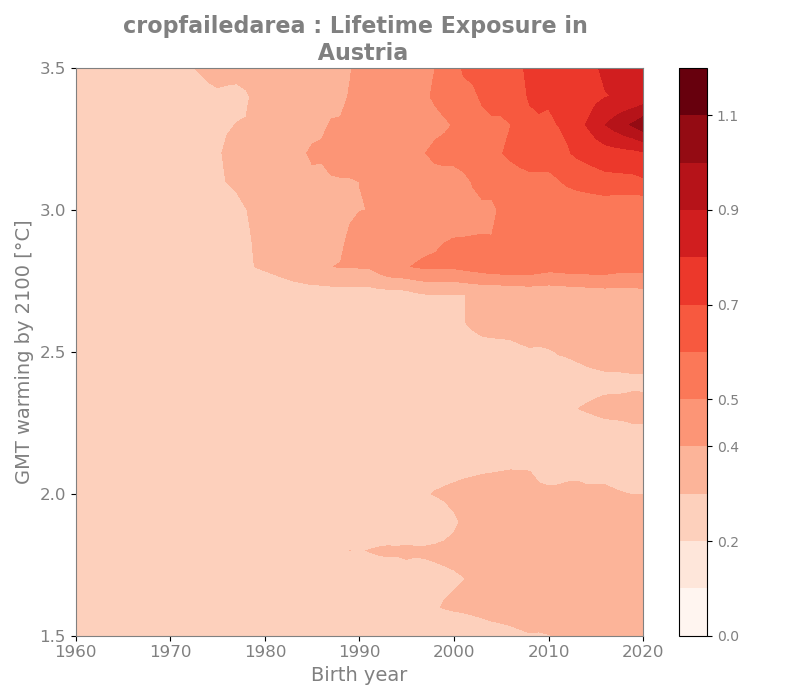 cropfailedarea : Lifetime Exposure in
Austria
3.5
3.0
2.5
2.0
1.5
GMT warming by 2100 [°C]
1960 1970 1980 1990 2000 2010 2020
Birth year
1.1
0.9
0.7
0.5
0.4
0.2
0.0